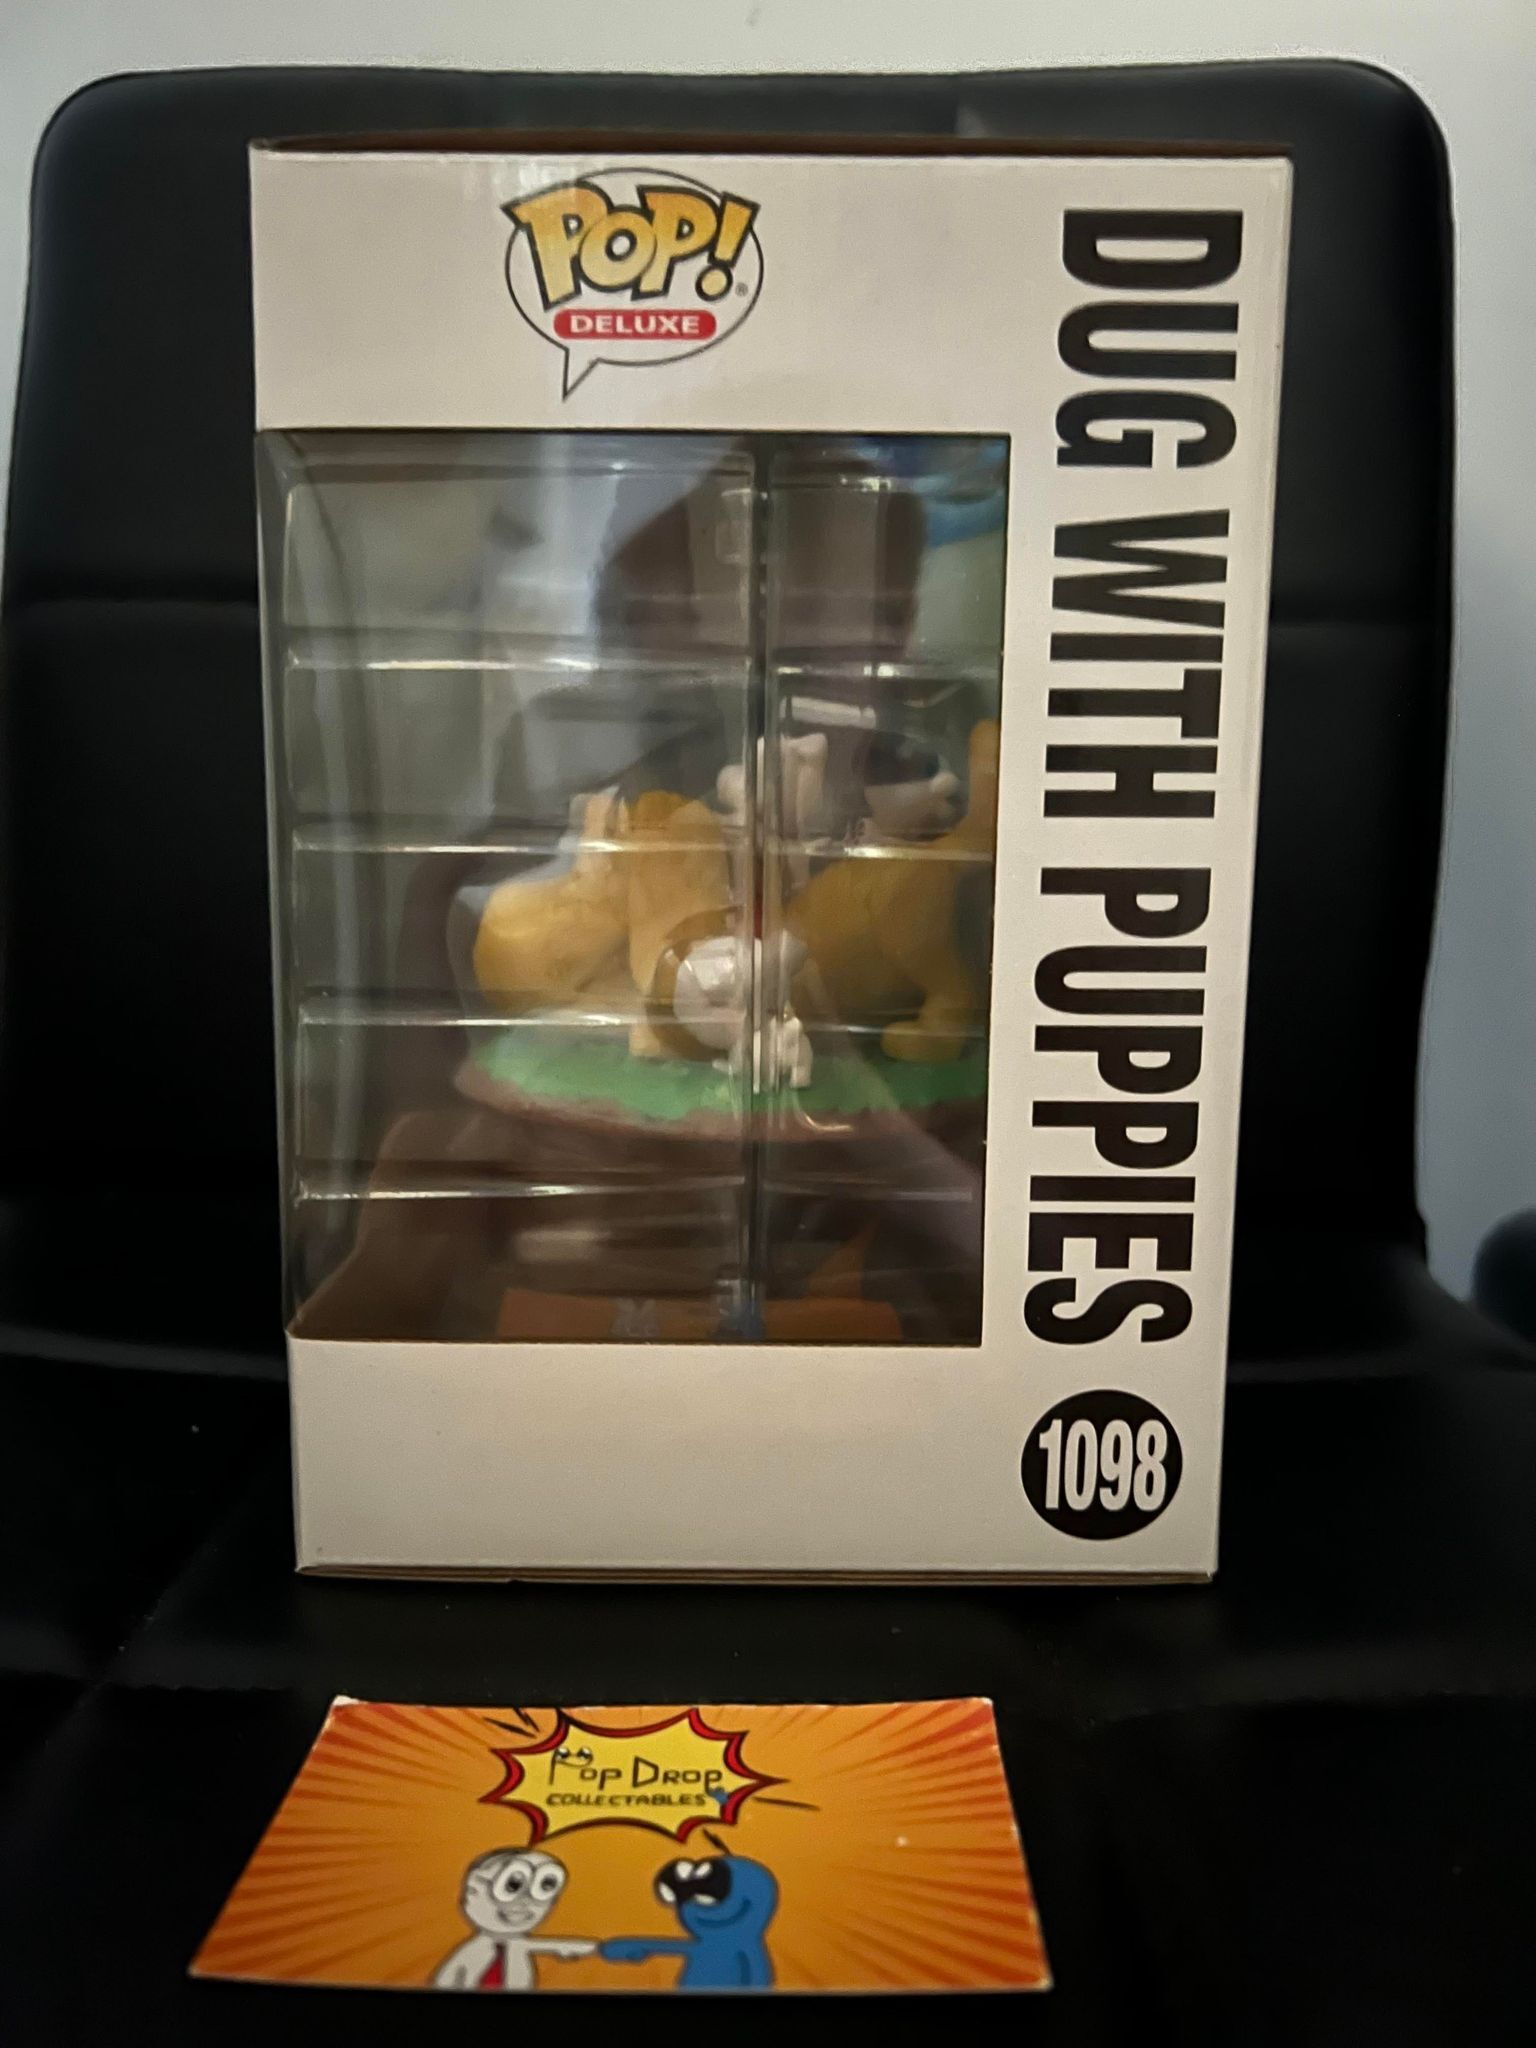 POP!
DELUXE
DUG WITH PUPPIES
1098
POP DROP
COLLECTABLES